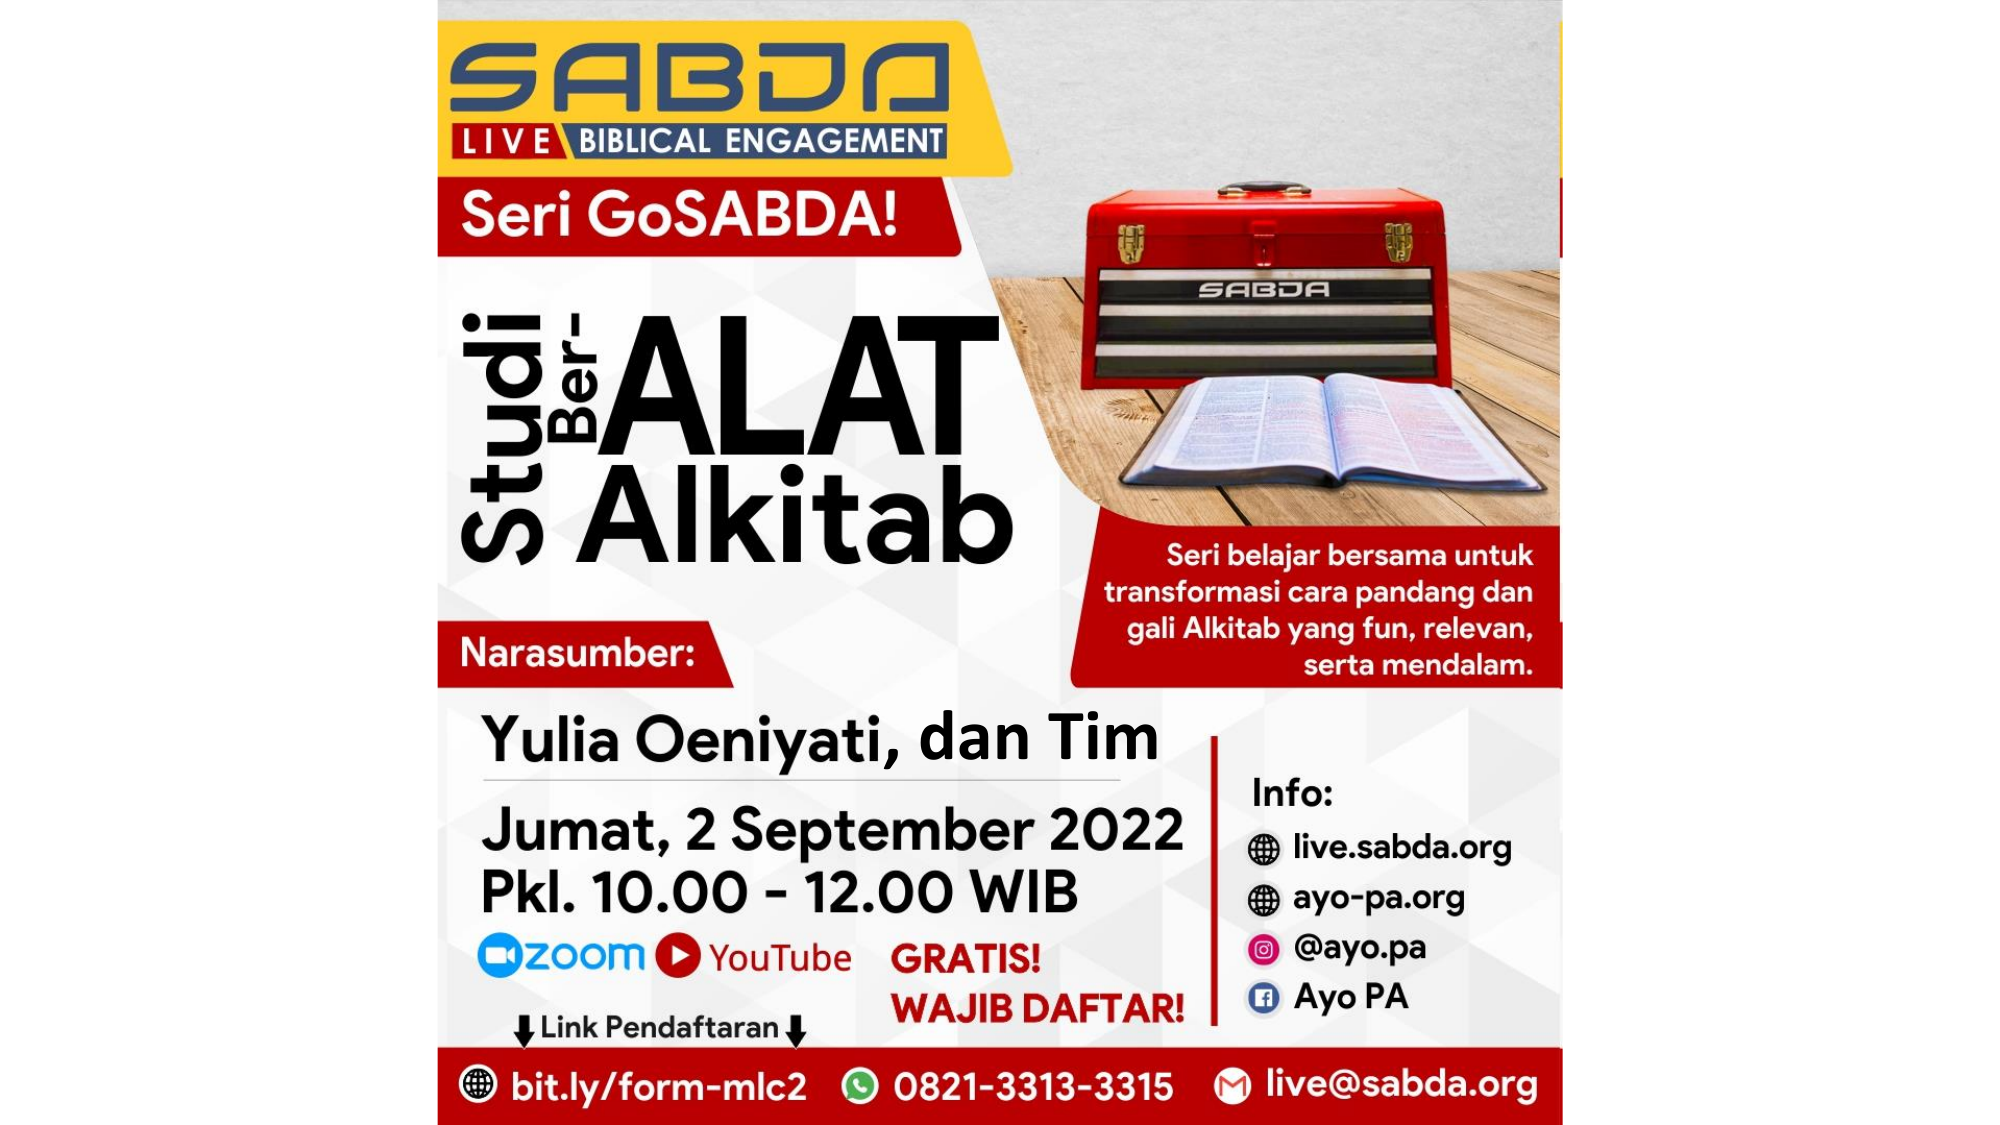 SABDA
LIVE BIBLICAL ENGAGEMENT
Seri GoSABDA!
SABDA
Studi
Ber-
ALAT
Alkitab
Seri belajar bersama untuk
transformasi cara pandang dan
gali Alkitab yang fun, relevan,
serta mendalam.
Narasumber:
Yulia Oeniyati, dan Tim
Jumat, 2 September 2022
Pkl. 10.00 - 12.00 WIB
zoom YouTube
GRATIS!
WAJIB DAFTAR!
Link Pendaftaran
Info:
live.sabda.org
ayo-pa.org
@ayo.pa
Ayo PA
bit.ly/form-mlc2 0821-3313-3315 live@sabda.org